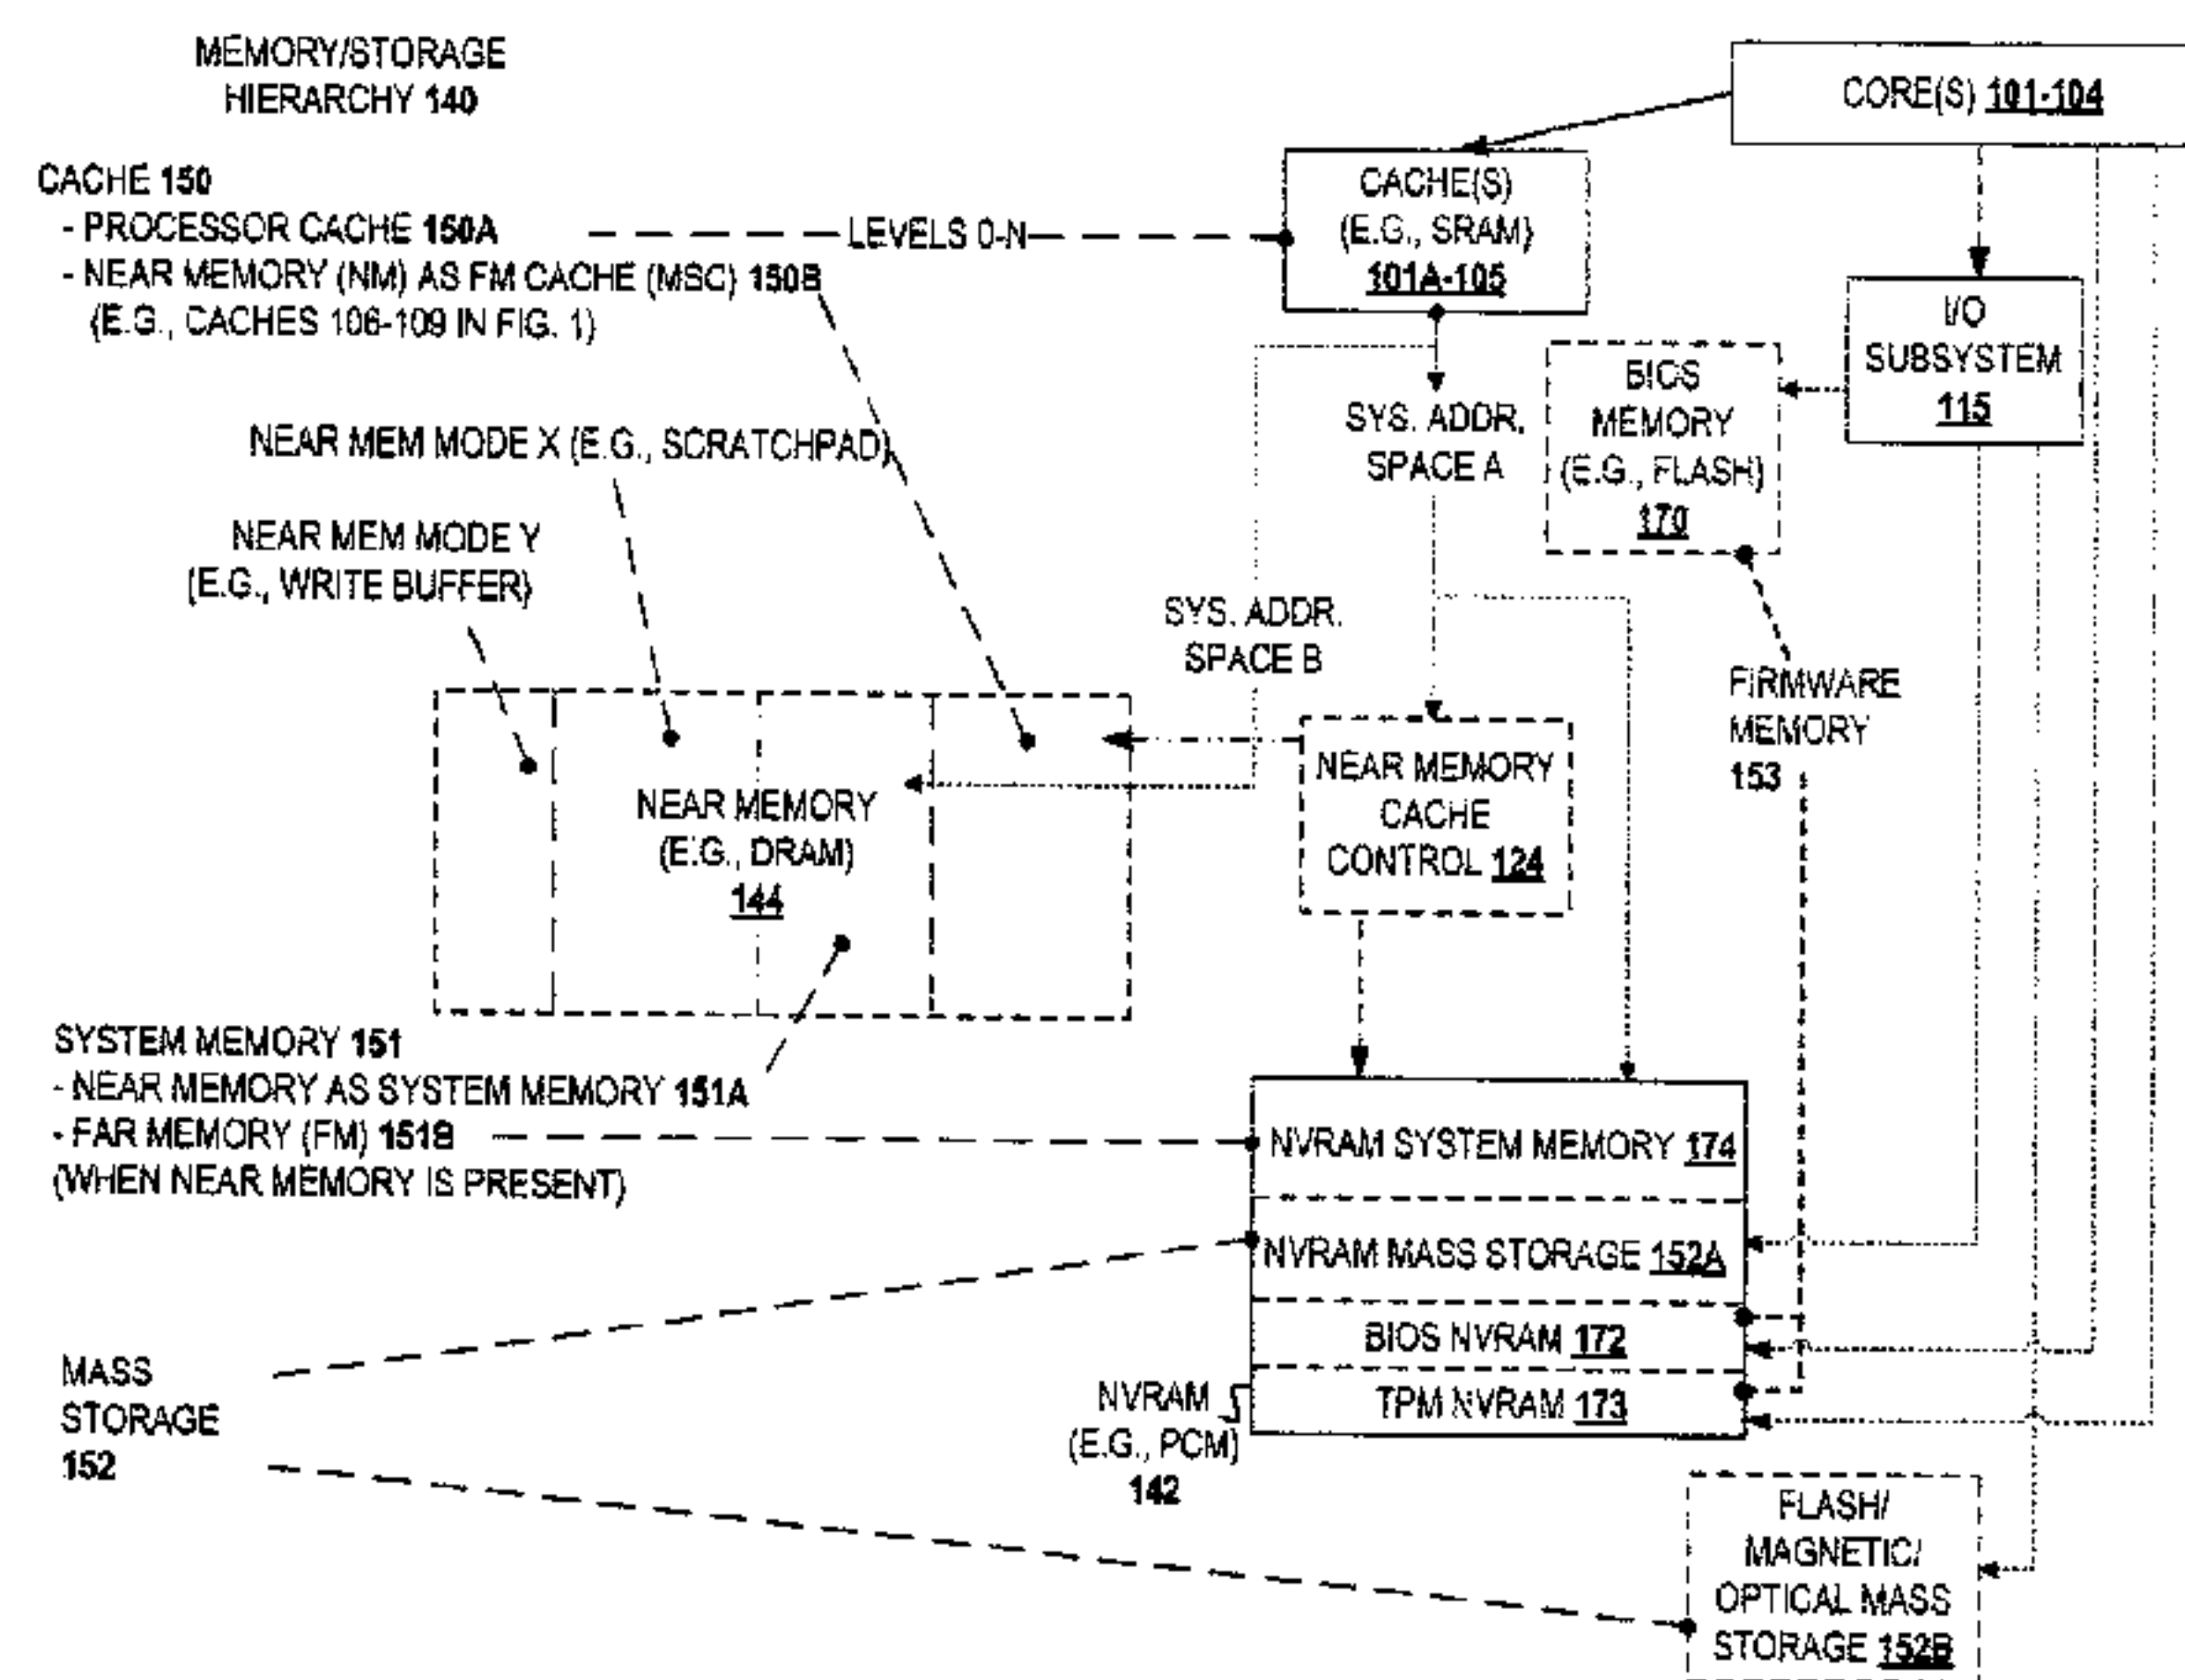 MEMORY/STORAGE
HIERARCHY 140
CORE(S) 101-104
CACHE 150
- PROCESSOR CACHE 150A
- NEAR MEMORY (NM) AS FM CACHE (MSC) 150B
(E.G., CACHES 106-109 IN FIG. 1)
LEVELS 0-N
CACHE(S)
(E.G., SRAM)
101A-105
I/O
SUBSYSTEM
115
BIOS
MEMORY
(E.G., FLASH)
170
SYS. ADDR.
SPACE A
NEAR MEM MODE X (E.G., SCRATCHPAD)
NEAR MEM MODE Y
(E.G., WRITE BUFFER)
SYS. ADDR.
SPACE B
FIRMWARE
MEMORY
153
NEAR MEMORY
CACHE
CONTROL 124
NEAR MEMORY
(E.G., DRAM)
144
SYSTEM MEMORY 151
- NEAR MEMORY AS SYSTEM MEMORY 151A
- FAR MEMORY (FM) 151B
(WHEN NEAR MEMORY IS PRESENT)
NVRAM SYSTEM MEMORY 174
NVRAM MASS STORAGE 152A
BIOS NVRAM 172
TPM NVRAM 173
MASS
STORAGE
152
NVRAM
(E.G., PCM)
142
FLASH/
MAGNETIC/
OPTICAL MASS
STORAGE 152B